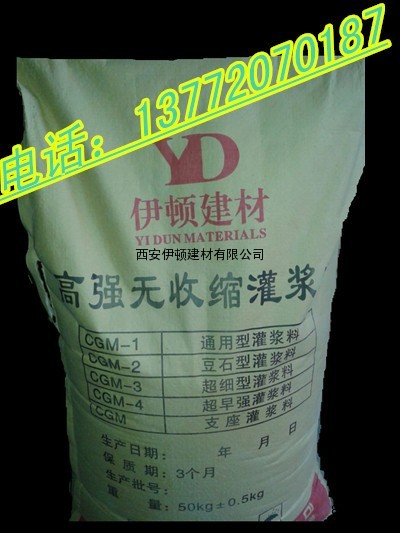 电话：13772070187
YD
伊顿建材
YI DUN MATERIALS
西安伊顿建材有限公司
高强无收缩灌浆
CGM-1 通用型灌浆料
CGM-2 豆石型灌浆料
CGM-3 超细型灌浆料
CGM-4 超早强灌浆料
CGM 支座灌浆料
生产日期： 年 月 日
保质期：3个月
生产批号：
重量：50kg±0.5kg